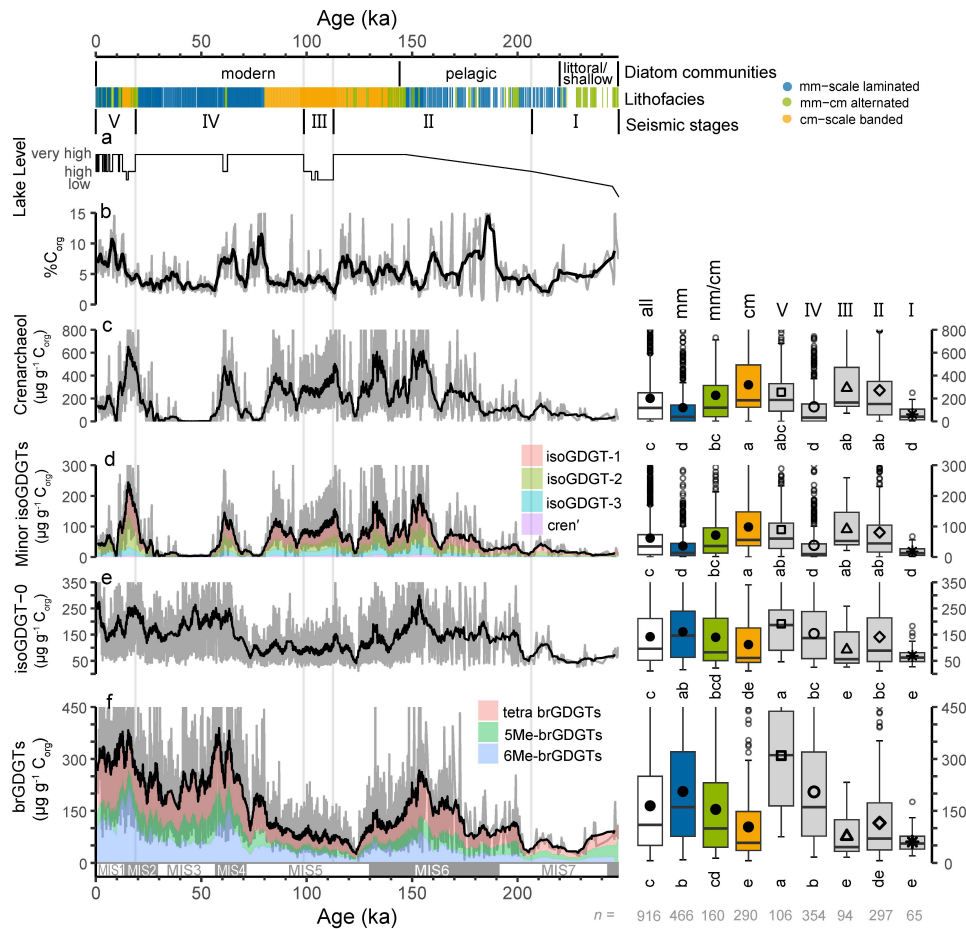 Age (ka)
0 50 100 150 200
modern pelagic littoral/
shallow
Diatom communities
Lithofacies
Seismic stages
mm−scale laminated
mm−cm alternated
cm−scale banded
V IV III II I
a
Lake Level
very high
high
low
b
%Corg
15
10
5
0
c
Crenarchaeol
(µg g⁻¹ Corg)
800
600
400
200
0
d
Minor isoGDGTs
(µg g⁻¹ Corg)
300
200
100
0
isoGDGT-1
isoGDGT-2
isoGDGT-3
cren′
e
isoGDGT−0
(µg g⁻¹ Corg)
350
250
150
50
f
brGDGTs
(µg g⁻¹ Corg)
450
300
150
0
tetra brGDGTs
5Me-brGDGTs
6Me-brGDGTs
MIS1 MIS2 MIS3 MIS4 MIS5 MIS6 MIS7
0 50 100 150 200
Age (ka)
all mm mm/cm cm V IV III II I
800
600
400
200
0
c d bc a abc d ab ab d
300
200
100
0
c d bc a ab d ab ab d
350
250
150
50
c ab bcd de a bc e bc e
450
300
150
0
c b cd e a b e de e
n = 916 466 160 290 106 354 94 297 65